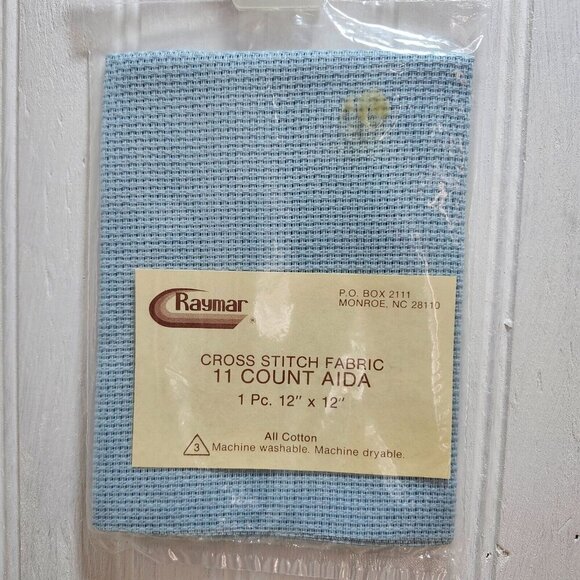 Raymar
P.O. BOX 2111
MONROE, NC 28110
CROSS STITCH FABRIC
11 COUNT AIDA
1 Pc. 12" x 12"
All Cotton
3 Machine washable. Machine dryable.